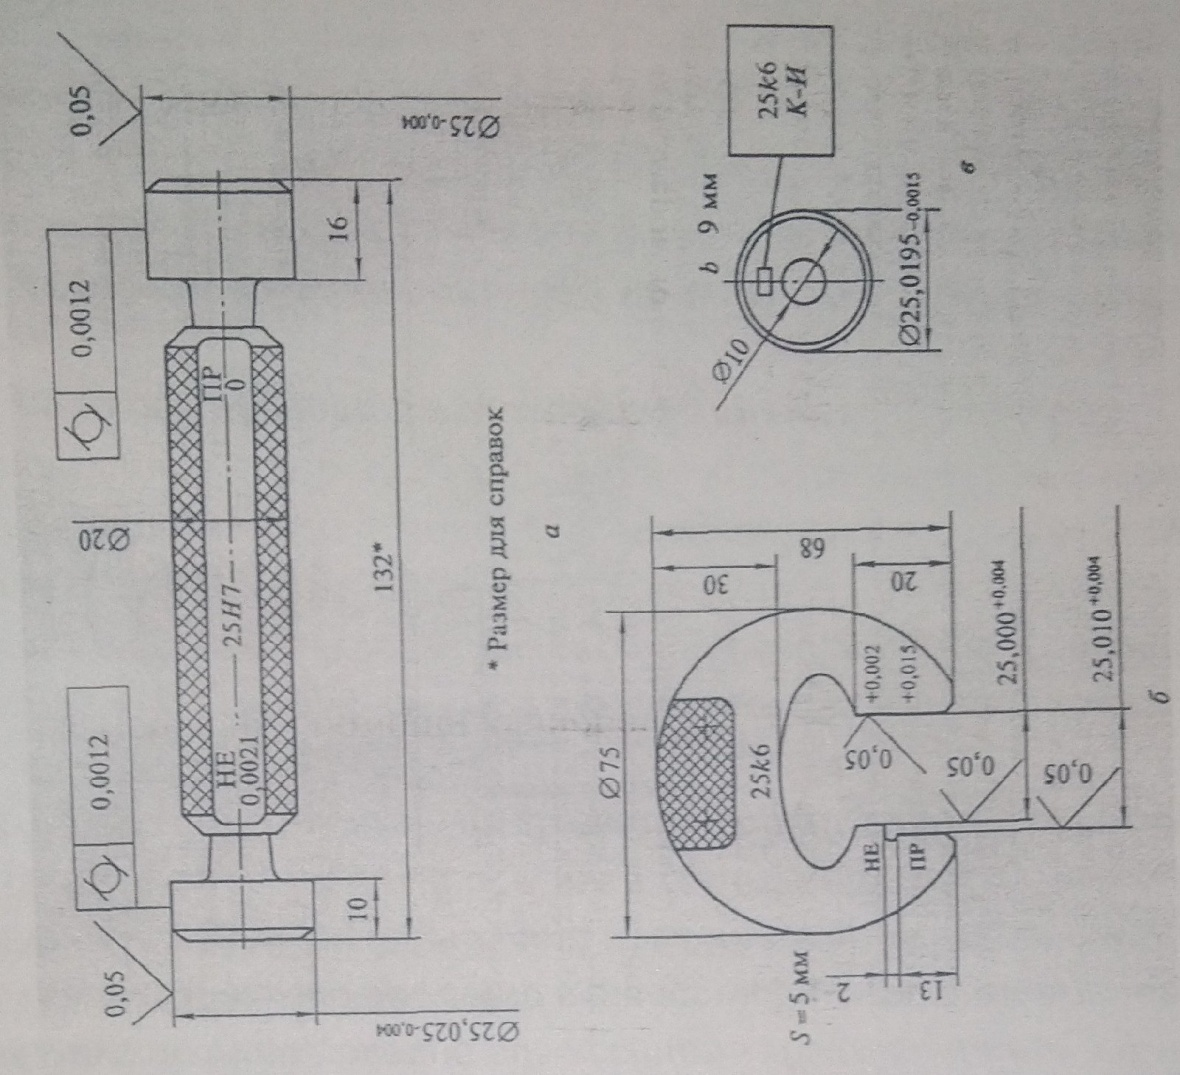 0,05
0,0012
Ø25-0,004
16
ПР
0
Ø20
25H7
132*
НЕ
0,0021
0,0012
0,05
10
Ø25,025-0,004
* Размер для справок
а
25k6
К-И
b 9 мм
Ø10
Ø25,0195-0,0015
в
Ø75
30
68
20
25k6
+0,002
+0,015
0,05
0,05
0,05
НЕ
ПР
S = 5 мм
2
13
25,000+0,004
25,010+0,004
б